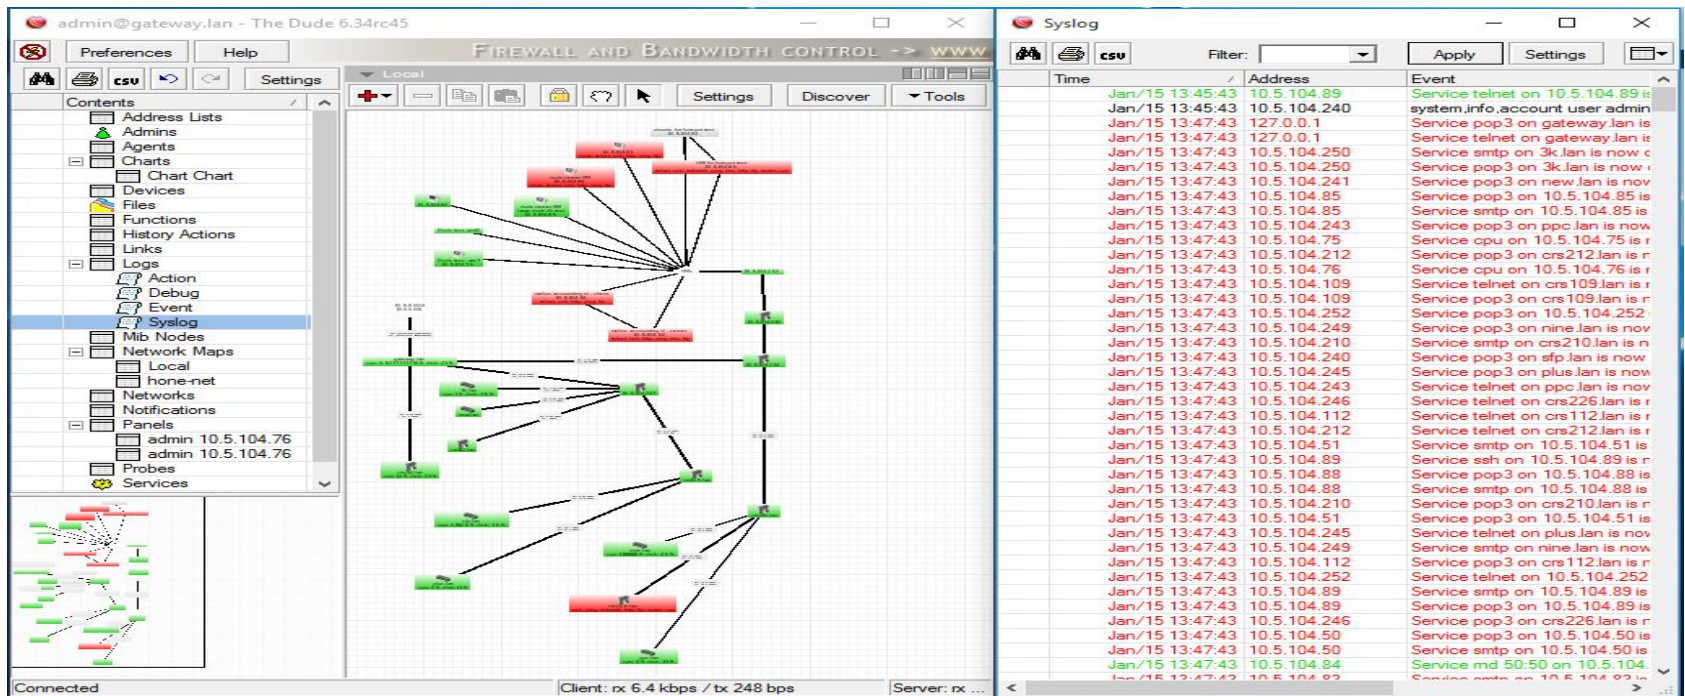 admin@gateway.lan - The Dude 6.34rc45
Preferences
Help
FIREWALL AND BANDWIDTH CONTROL -> WWW
CSV
Settings
Local
Contents
Address Lists
Admins
Agents
Charts
Chart Chart
Devices
Files
Functions
History Actions
Links
Logs
Action
Debug
Event
Syslog
Mib Nodes
Network Maps
Local
hone-net
Networks
Notifications
Panels
admin 10.5.104.76
admin 10.5.104.76
Probes
Services
Settings
Discover
Tools
Connected
Client: rx 6.4 kbps / tx 248 bps
Server: rx ...
Syslog
CSV
Filter:
Apply
Settings
Time Address Event
Jan/15 13:45:43 10.5.104.89 Service telnet on 10.5.104.89 is
Jan/15 13:45:43 10.5.104.240 system,info,account user admin
Jan/15 13:47:43 127.0.0.1 Service pop3 on gateway.lan is
Jan/15 13:47:43 127.0.0.1 Service telnet on gateway.lan is
Jan/15 13:47:43 10.5.104.250 Service smtp on 3k.lan is now
Jan/15 13:47:43 10.5.104.250 Service pop3 on 3k.lan is now
Jan/15 13:47:43 10.5.104.241 Service pop3 on new.lan is nov
Jan/15 13:47:43 10.5.104.85 Service pop3 on 10.5.104.85 is
Jan/15 13:47:43 10.5.104.85 Service smtp on 10.5.104.85 is
Jan/15 13:47:43 10.5.104.243 Service pop3 on ppc.lan is now
Jan/15 13:47:43 10.5.104.75 Service cpu on 10.5.104.75 is r
Jan/15 13:47:43 10.5.104.212 Service pop3 on crs212.lan is r
Jan/15 13:47:43 10.5.104.76 Service cpu on 10.5.104.76 is r
Jan/15 13:47:43 10.5.104.109 Service telnet on crs109.lan is r
Jan/15 13:47:43 10.5.104.109 Service pop3 on crs109.lan is r
Jan/15 13:47:43 10.5.104.252 Service pop3 on 10.5.104.252
Jan/15 13:47:43 10.5.104.249 Service pop3 on nine.lan is nov
Jan/15 13:47:43 10.5.104.210 Service smtp on crs210.lan is n
Jan/15 13:47:43 10.5.104.240 Service pop3 on sfp.lan is now
Jan/15 13:47:43 10.5.104.245 Service pop3 on plus.lan is now
Jan/15 13:47:43 10.5.104.243 Service telnet on ppc.lan is nov
Jan/15 13:47:43 10.5.104.246 Service telnet on crs226.lan is r
Jan/15 13:47:43 10.5.104.112 Service telnet on crs112.lan is r
Jan/15 13:47:43 10.5.104.212 Service telnet on crs212.lan is r
Jan/15 13:47:43 10.5.104.51 Service smtp on 10.5.104.51 is
Jan/15 13:47:43 10.5.104.89 Service ssh on 10.5.104.89 is r
Jan/15 13:47:43 10.5.104.88 Service pop3 on 10.5.104.88 is
Jan/15 13:47:43 10.5.104.88 Service smtp on 10.5.104.88 is
Jan/15 13:47:43 10.5.104.210 Service pop3 on crs210.lan is r
Jan/15 13:47:43 10.5.104.51 Service pop3 on 10.5.104.51 is
Jan/15 13:47:43 10.5.104.245 Service telnet on plus.lan is nov
Jan/15 13:47:43 10.5.104.249 Service smtp on nine.lan is now
Jan/15 13:47:43 10.5.104.112 Service pop3 on crs112.lan is r
Jan/15 13:47:43 10.5.104.252 Service telnet on 10.5.104.252
Jan/15 13:47:43 10.5.104.89 Service smtp on 10.5.104.89 is
Jan/15 13:47:43 10.5.104.89 Service pop3 on 10.5.104.89 is
Jan/15 13:47:43 10.5.104.246 Service pop3 on crs226.lan is r
Jan/15 13:47:43 10.5.104.50 Service pop3 on 10.5.104.50 is
Jan/15 13:47:43 10.5.104.50 Service smtp on 10.5.104.50 is
Jan/15 13:47:43 10.5.104.84 Service rnd 50:50 on 10.5.104.